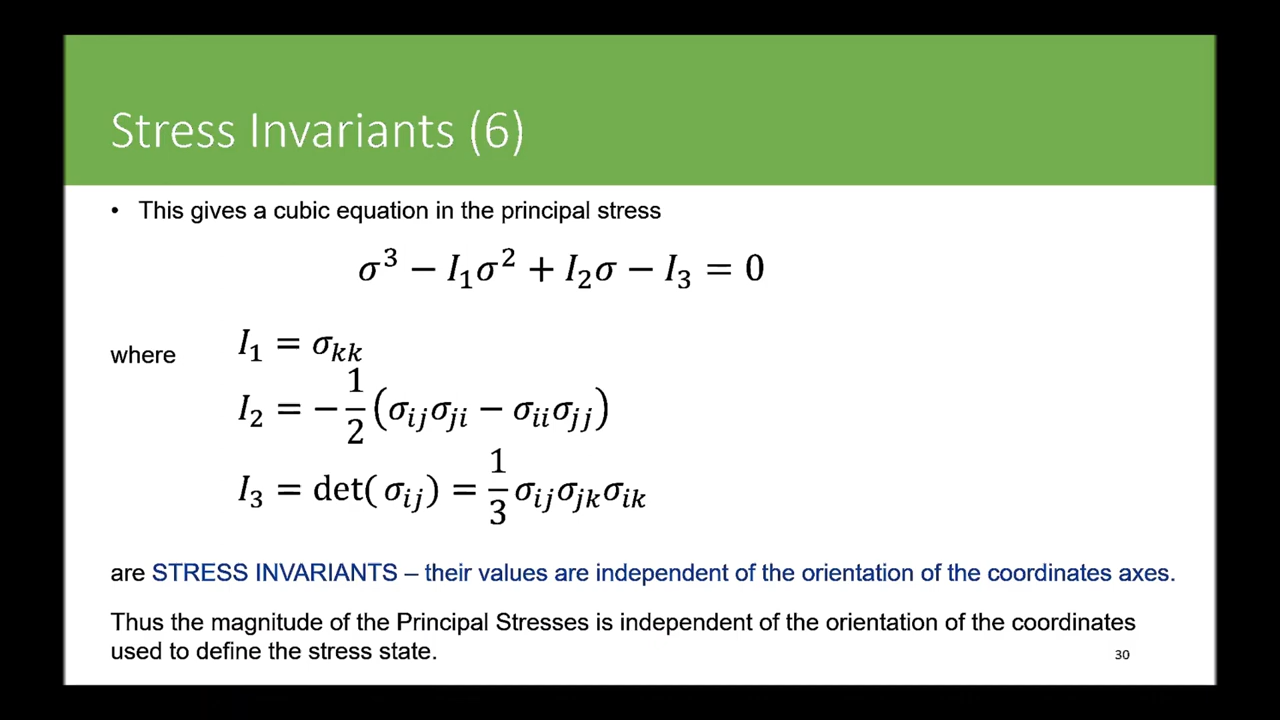 Stress Invariants (6)
• This gives a cubic equation in the principal stress
σ³ − I₁σ² + I₂σ − I₃ = 0
where I₁ = σₖₖ
I₂ = −1/2 (σᵢⱼσⱼᵢ − σᵢᵢσⱼⱼ)
I₃ = det( σᵢⱼ) = 1/3 σᵢⱼσⱼₖσᵢₖ
are STRESS INVARIANTS – their values are independent of the orientation of the coordinates axes.
Thus the magnitude of the Principal Stresses is independent of the orientation of the coordinates
used to define the stress state.
30